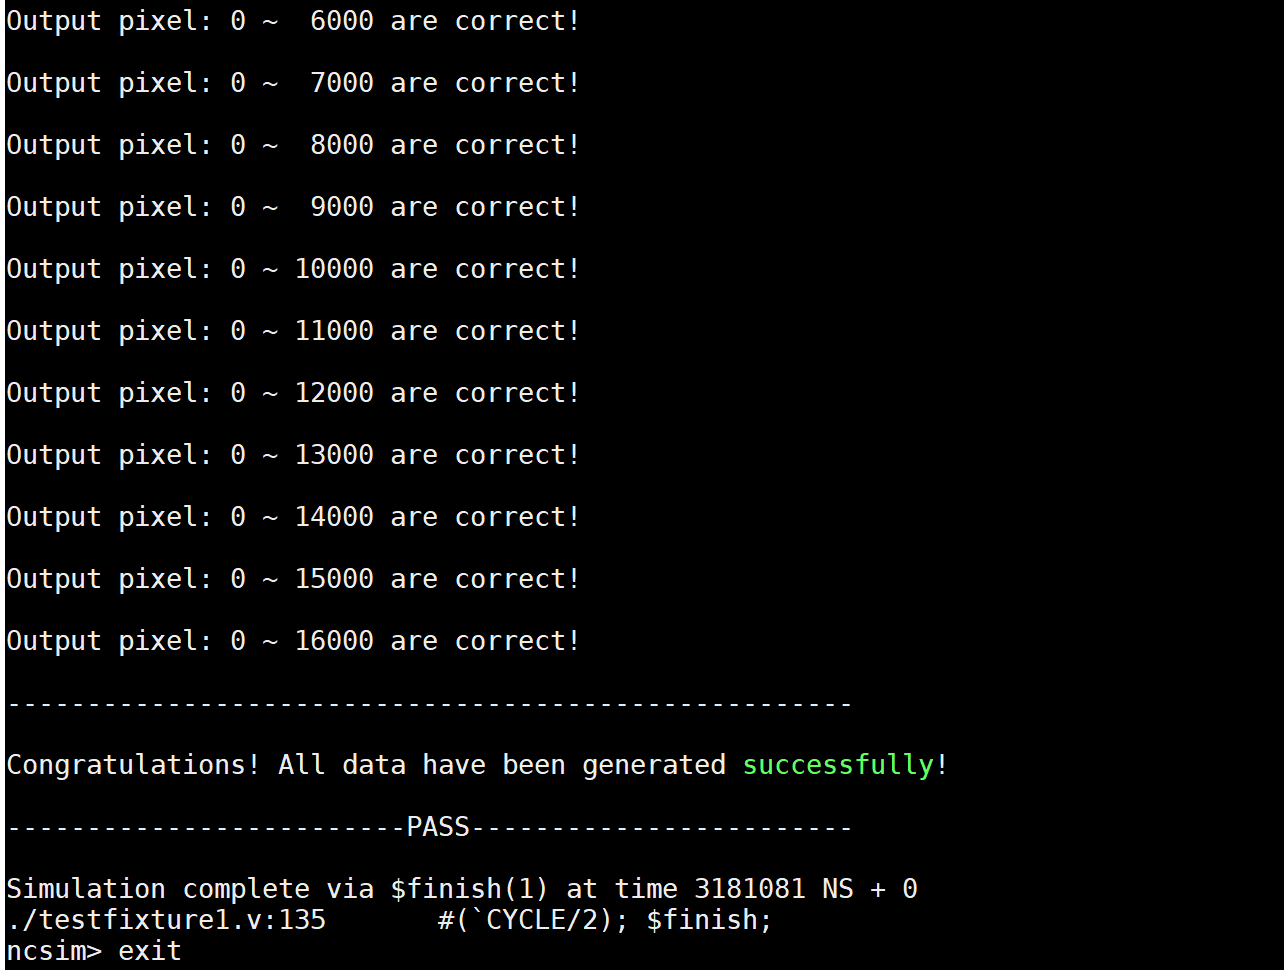 Output pixel: 0 ~  6000 are correct!
Output pixel: 0 ~  7000 are correct!
Output pixel: 0 ~  8000 are correct!
Output pixel: 0 ~  9000 are correct!
Output pixel: 0 ~ 10000 are correct!
Output pixel: 0 ~ 11000 are correct!
Output pixel: 0 ~ 12000 are correct!
Output pixel: 0 ~ 13000 are correct!
Output pixel: 0 ~ 14000 are correct!
Output pixel: 0 ~ 15000 are correct!
Output pixel: 0 ~ 16000 are correct!
-----------------------------------------------------
Congratulations! All data have been generated successfully!
-------------------------PASS------------------------
Simulation complete via $finish(1) at time 3181081 NS + 0
./testfixture1.v:135       #(`CYCLE/2); $finish;
ncsim> exit